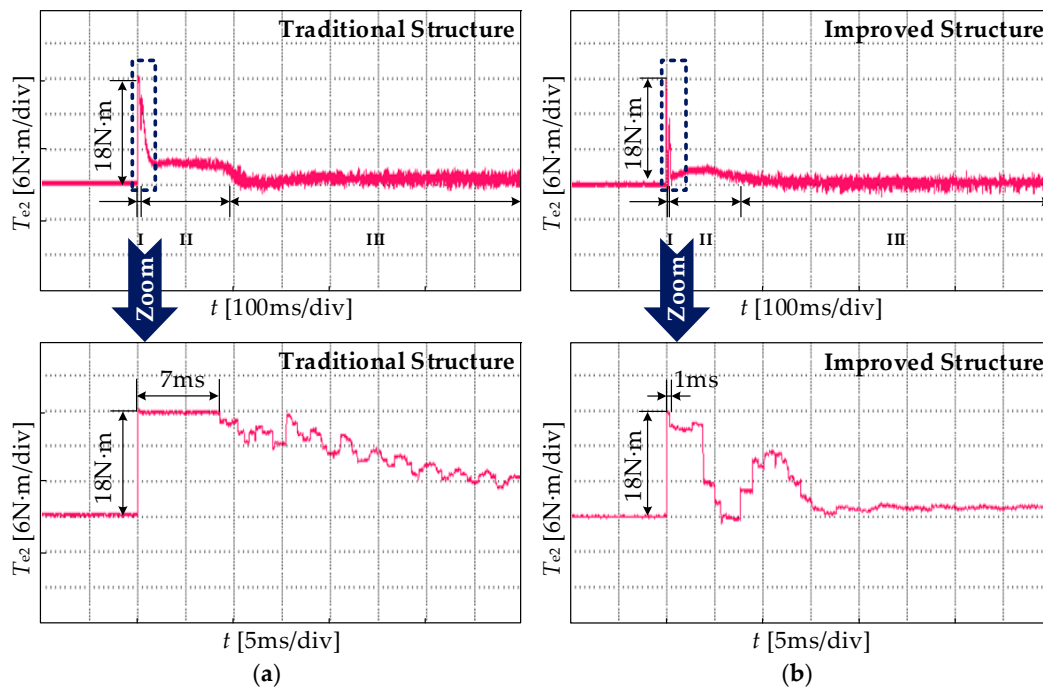 Traditional Structure
Te2 [6N·m/div]
18N·m
I
II
III
Zoom
t [100ms/div]
Improved Structure
Te2 [6N·m/div]
18N·m
I
II
III
Zoom
t [100ms/div]
Traditional Structure
7ms
Te2 [6N·m/div]
18N·m
t [5ms/div]
(a)
Improved Structure
1ms
Te2 [6N·m/div]
18N·m
t [5ms/div]
(b)